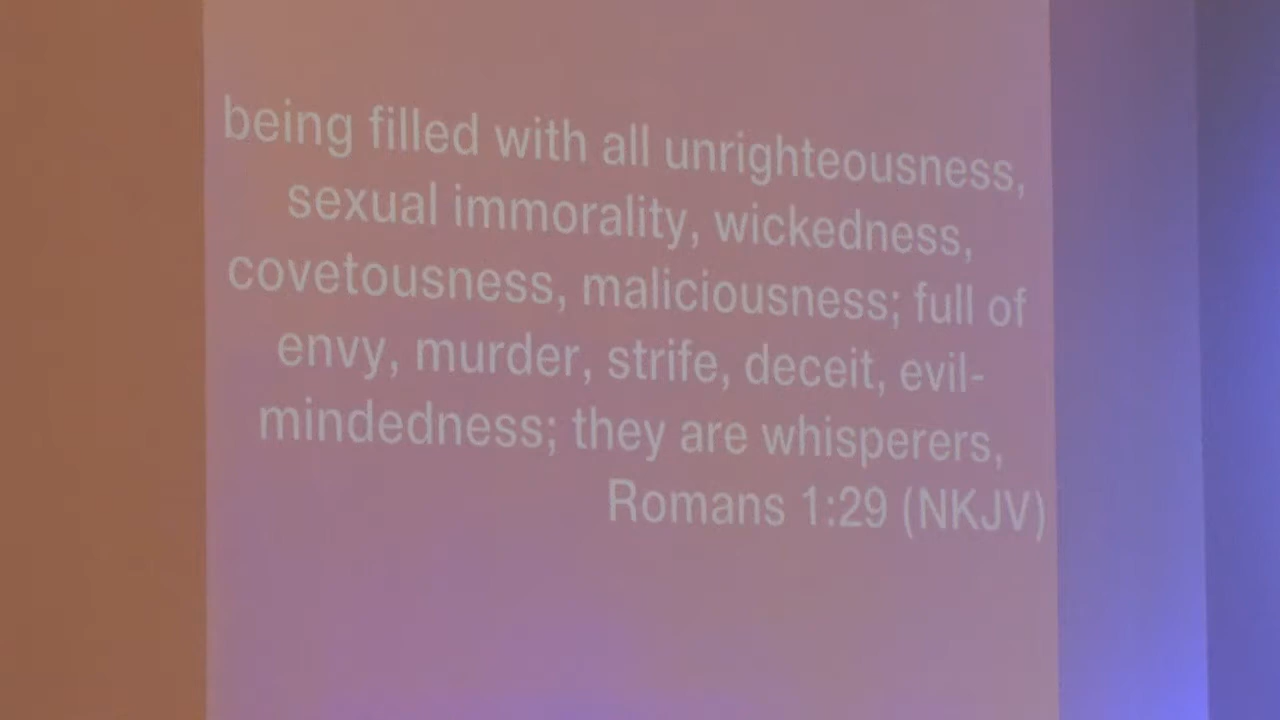 being filled with all unrighteousness,
sexual immorality, wickedness,
covetousness, maliciousness; full of
envy, murder, strife, deceit, evil-
mindedness; they are whisperers,
Romans 1:29 (NKJV)